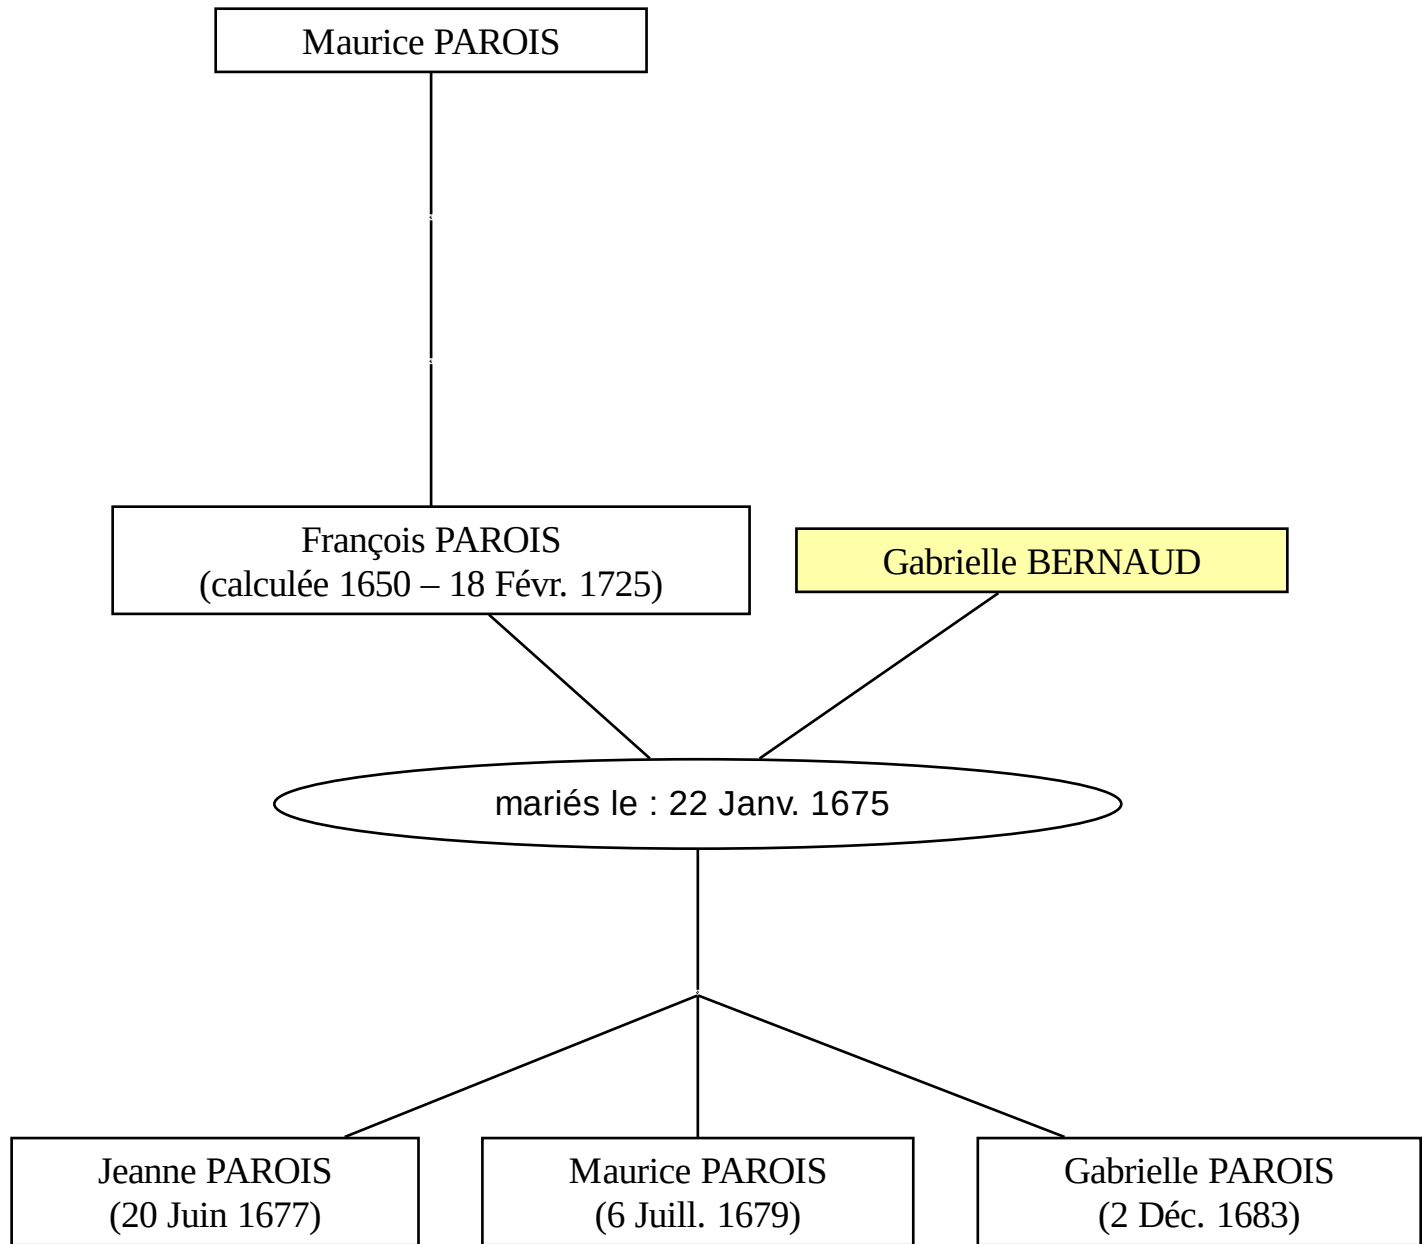 Maurice PAROIS
François PAROIS
(calculée 1650 – 18 Févr. 1725)
Gabrielle BERNAUD
mariés le : 22 Janv. 1675
Jeanne PAROIS
(20 Juin 1677)
Maurice PAROIS
(6 Juill. 1679)
Gabrielle PAROIS
(2 Déc. 1683)